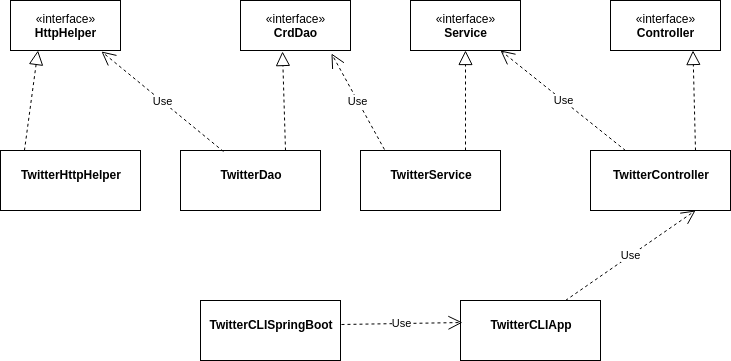 «interface»
HttpHelper
«interface»
CrdDao
«interface»
Service
«interface»
Controller
Use
Use
Use
TwitterHttpHelper
TwitterDao
TwitterService
TwitterController
Use
TwitterCLISpringBoot
Use
TwitterCLIApp